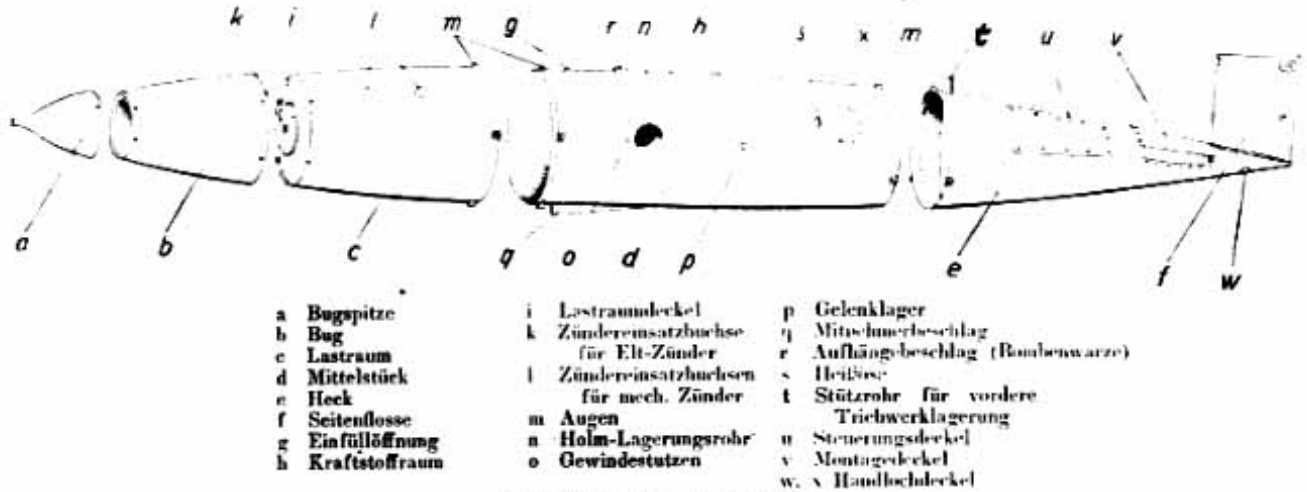 k i l m g r n h s x m t u v
a b c q o d p e f w
a Bugspitze
b Bug
c Lastraum
d Mittelstück
e Heck
f Seitenflosse
g Einfüllöffnung
h Kraftstoffraum
i Lastraumdeckel
k Zündereinsatzbuchse
für Elt-Zünder
l Zündereinsatzbuchsen
für mech. Zünder
m Augen
n Holm-Lagerungsrohr
o Gewindestutzen
p Gelenklager
q Mitnehmerbeschlag
r Aufhängebeschlag (Bombenwarze)
s Heißöse
t Stützrohr für vordere
Triebwerklagerung
u Steuerungsdeckel
v Montagedeckel
w, x Handlochdeckel